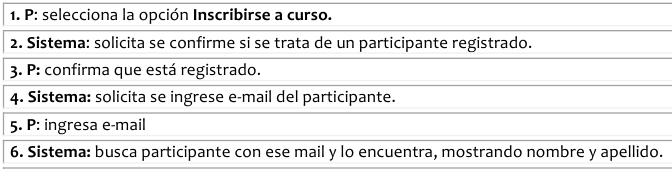 1. P: selecciona la opción Inscribirse a curso.
2. Sistema: solicita se confirme si se trata de un participante registrado.
3. P: confirma que está registrado.
4. Sistema: solicita se ingrese e-mail del participante.
5. P: ingresa e-mail
6. Sistema: busca participante con ese mail y lo encuentra, mostrando nombre y apellido.